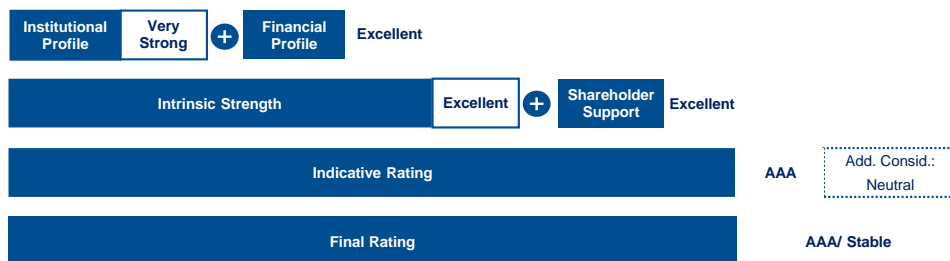 Institutional Profile
Very Strong
+
Financial Profile
Excellent
Intrinsic Strength
Excellent
+
Shareholder Support
Excellent
Indicative Rating
AAA
Add. Consid.:
Neutral
Final Rating
AAA/ Stable